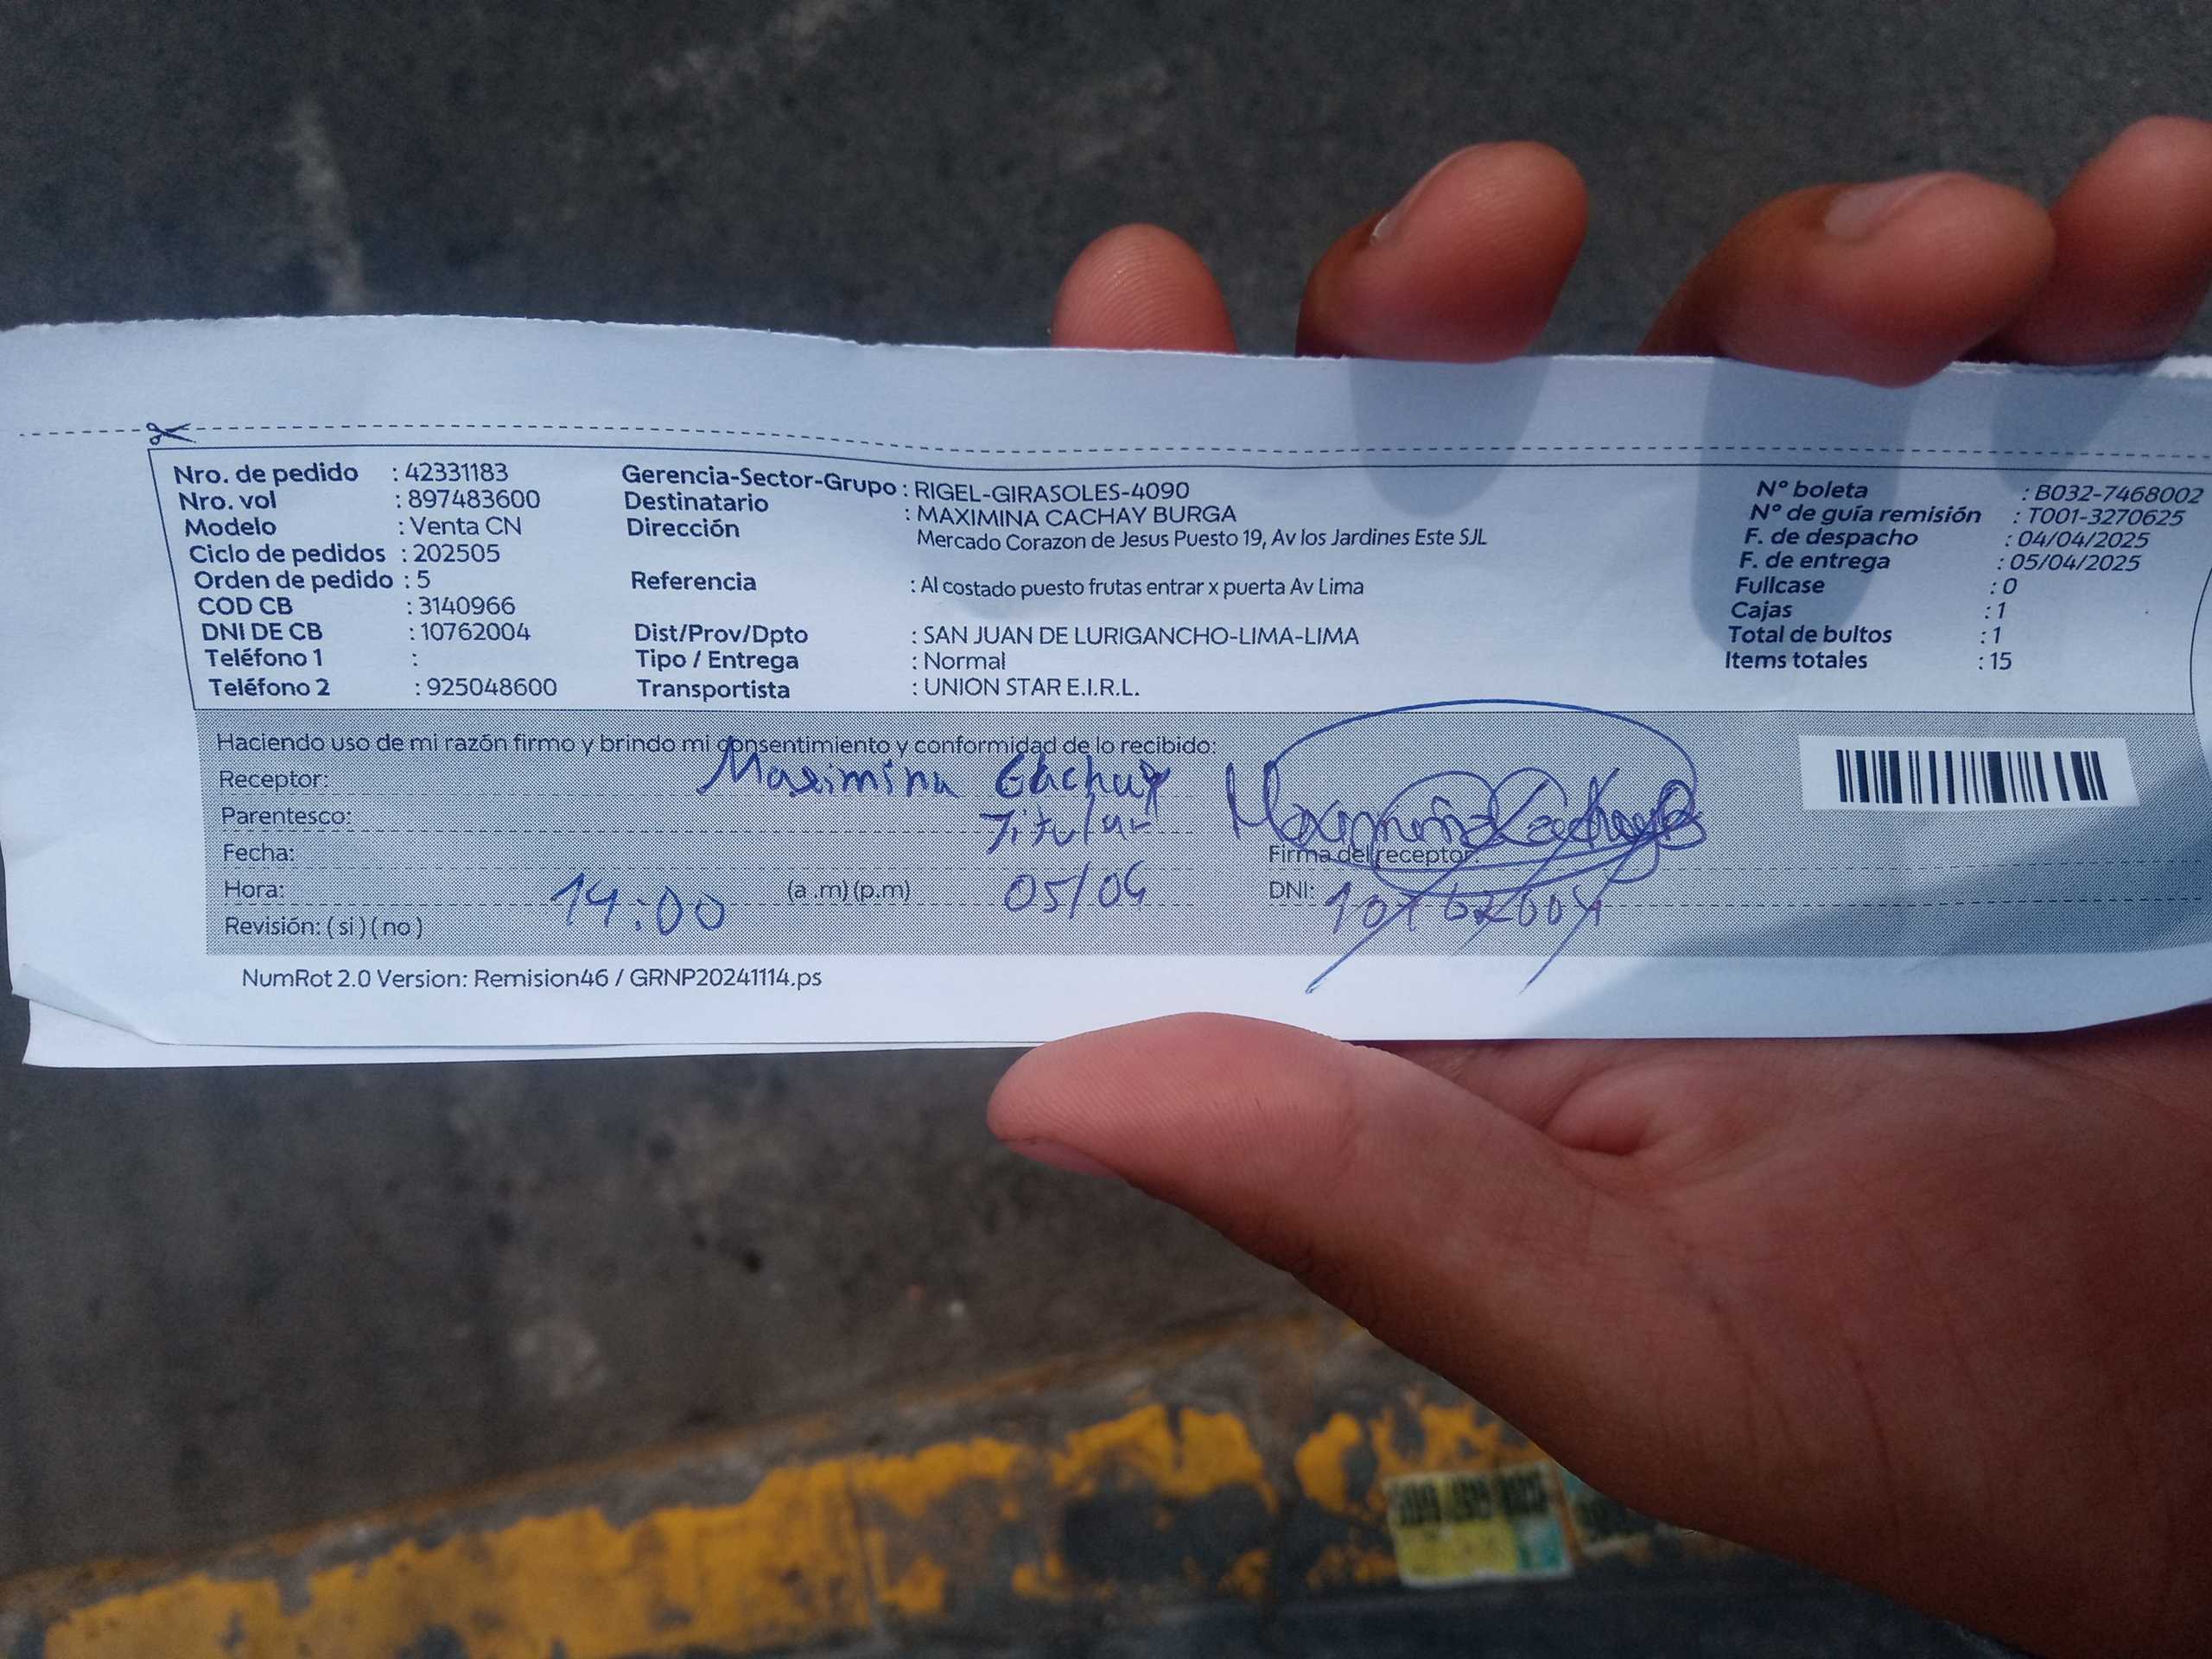 Nro. de pedido : 42331183
Nro. vol : 897483600
Modelo : Venta CN
Ciclo de pedidos : 202505
Orden de pedido : 5
COD CB : 3140966
DNI DE CB : 10762004
Teléfono 1 :
Teléfono 2 : 925048600
Gerencia-Sector-Grupo : RIGEL-GIRASOLES-4090
Destinatario : MAXIMINA CACHAY BURGA
Dirección Mercado Corazon de Jesus Puesto 19, Av los Jardines Este SJL
Referencia : Al costado puesto frutas entrar x puerta Av Lima
Dist/Prov/Dpto : SAN JUAN DE LURIGANCHO-LIMA-LIMA
Tipo / Entrega : Normal
Transportista : UNION STAR E.I.R.L.
N° boleta : B032-7468002
N° de guía remisión : T001-3270625
F. de despacho : 04/04/2025
F. de entrega : 05/04/2025
Fullcase : 0
Cajas : 1
Total de bultos : 1
Items totales : 15
Haciendo uso de mi razón firmo y brindo mi consentimiento y conformidad de lo recibido:
Receptor: Maximina Cachay
Parentesco: Titular
Fecha: 05/04
Hora: 14:00 (a .m) (p.m)
Revisión: ( si ) ( no )
Maximina Cachay B
Firma del receptor:
DNI: 10762004
NumRot 2.0 Version: Remision46 / GRNP20241114.ps